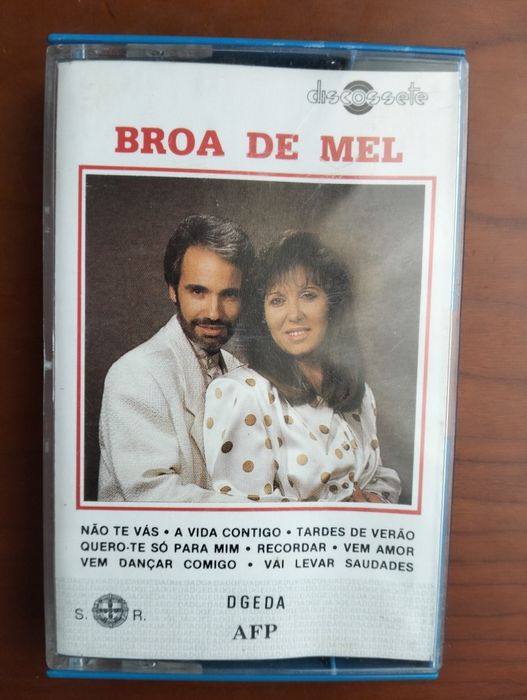 discossete
BROA DE MEL
NÃO TE VÁS • A VIDA CONTIGO • TARDES DE VERÃO
QUERO-TE SÓ PARA MIM • RECORDAR • VEM AMOR
VEM DANÇAR COMIGO • VAI LEVAR SAUDADES
S. R.
DGEDA
AFP